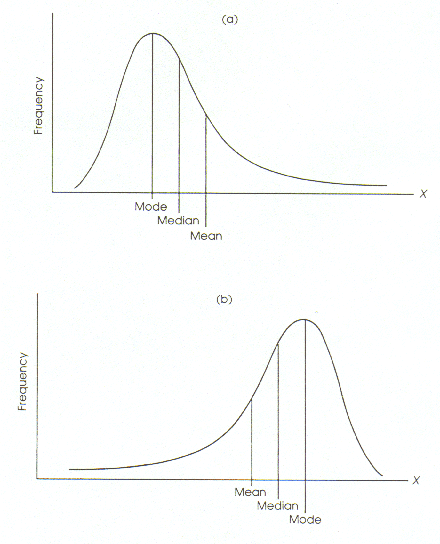 (a)
Frequency
X
Mode
Median
Mean
(b)
Frequency
X
Mean
Median
Mode